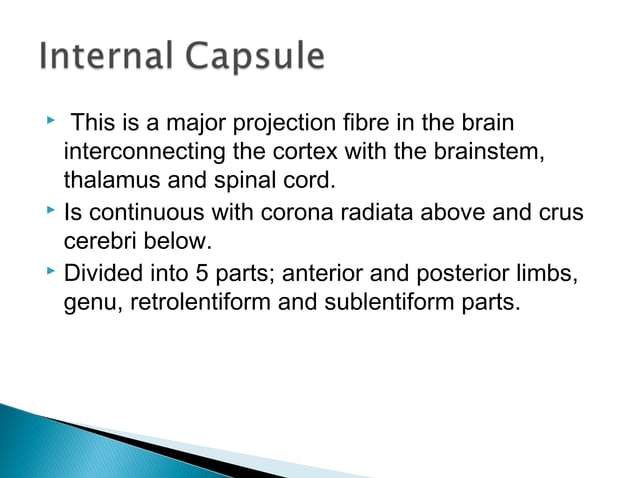 Internal Capsule
This is a major projection fibre in the brain
interconnecting the cortex with the brainstem,
thalamus and spinal cord.
Is continuous with corona radiata above and crus
cerebri below.
Divided into 5 parts; anterior and posterior limbs,
genu, retrolentiform and sublentiform parts.